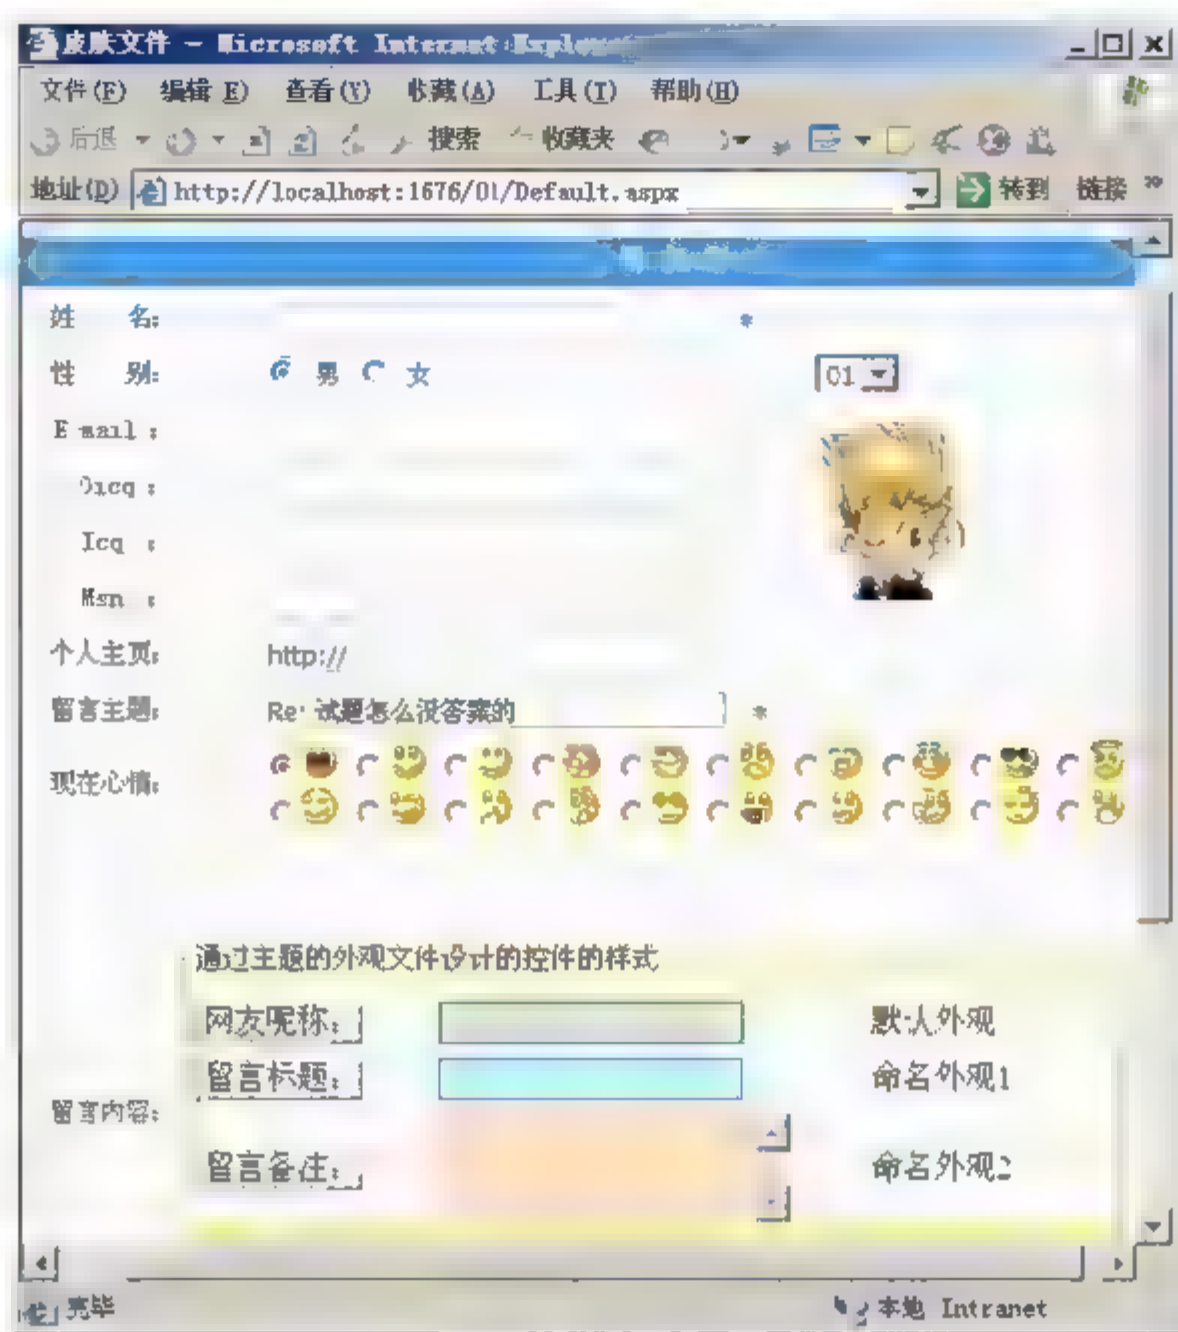 皮肤文件 - Microsoft Internet Explo
文件(F) 编辑 E) 查看(V) 收藏(A) 工具(T) 帮助(H)
后退 搜索 收藏夹
地址(D) http://localhost:1676/01/Default.aspx 转到 链接 »
姓 名: *
性 别: 男 女 01
E-mail :
Oicq :
Icq :
Msn :
个人主页: http://
留言主题: Re: 试题怎么没答案的 *
现在心情:
通过主题的外观文件设计的控件的样式
网友昵称: 默认外观
留言标题: 命名外观1
留言内容:
留言备注: 命名外观2
完毕 本地 Intranet